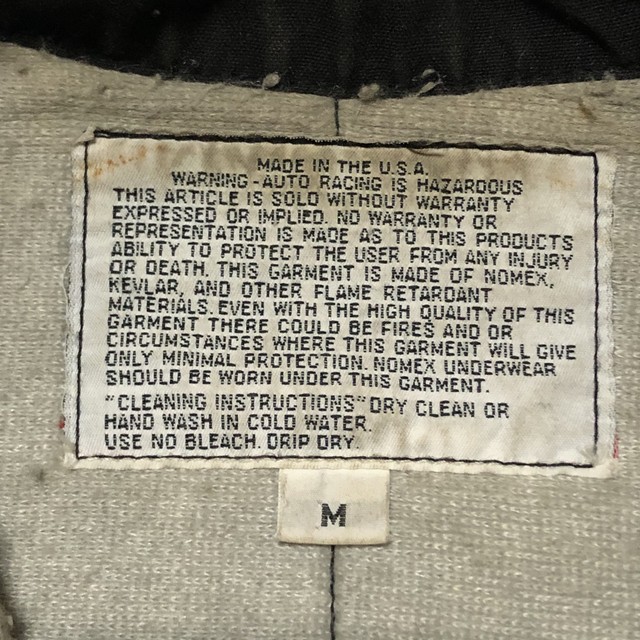 MADE IN THE U.S.A.
WARNING-AUTO RACING IS HAZARDOUS
THIS ARTICLE IS SOLD WITHOUT WARRANTY
EXPRESSED OR IMPLIED. NO WARRANTY OR
REPRESENTATION IS MADE AS TO THIS PRODUCTS
ABILITY TO PROTECT THE USER FROM ANY INJURY
OR DEATH. THIS GARMENT IS MADE OF NOMEX,
KEVLAR, AND OTHER FLAME RETARDANT
MATERIALS. EVEN WITH THE HIGH QUALITY OF THIS
GARMENT THERE COULD BE FIRES AND OR
CIRCUMSTANCES WHERE THIS GARMENT WILL GIVE
ONLY MINIMAL PROTECTION. NOMEX UNDERWEAR
SHOULD BE WORN UNDER THIS GARMENT.
"CLEANING INSTRUCTIONS" DRY CLEAN OR
HAND WASH IN COLD WATER.
USE NO BLEACH. DRIP DRY.
M